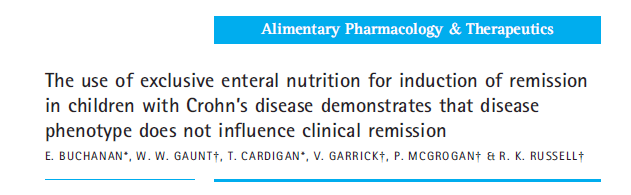 Alimentary Pharmacology & Therapeutics
The use of exclusive enteral nutrition for induction of remission
in children with Crohn's disease demonstrates that disease
phenotype does not influence clinical remission
E. BUCHANAN*, W. W. GAUNT†, T. CARDIGAN*, V. GARRICK†, P. MCGROGAN† & R. K. RUSSELL†